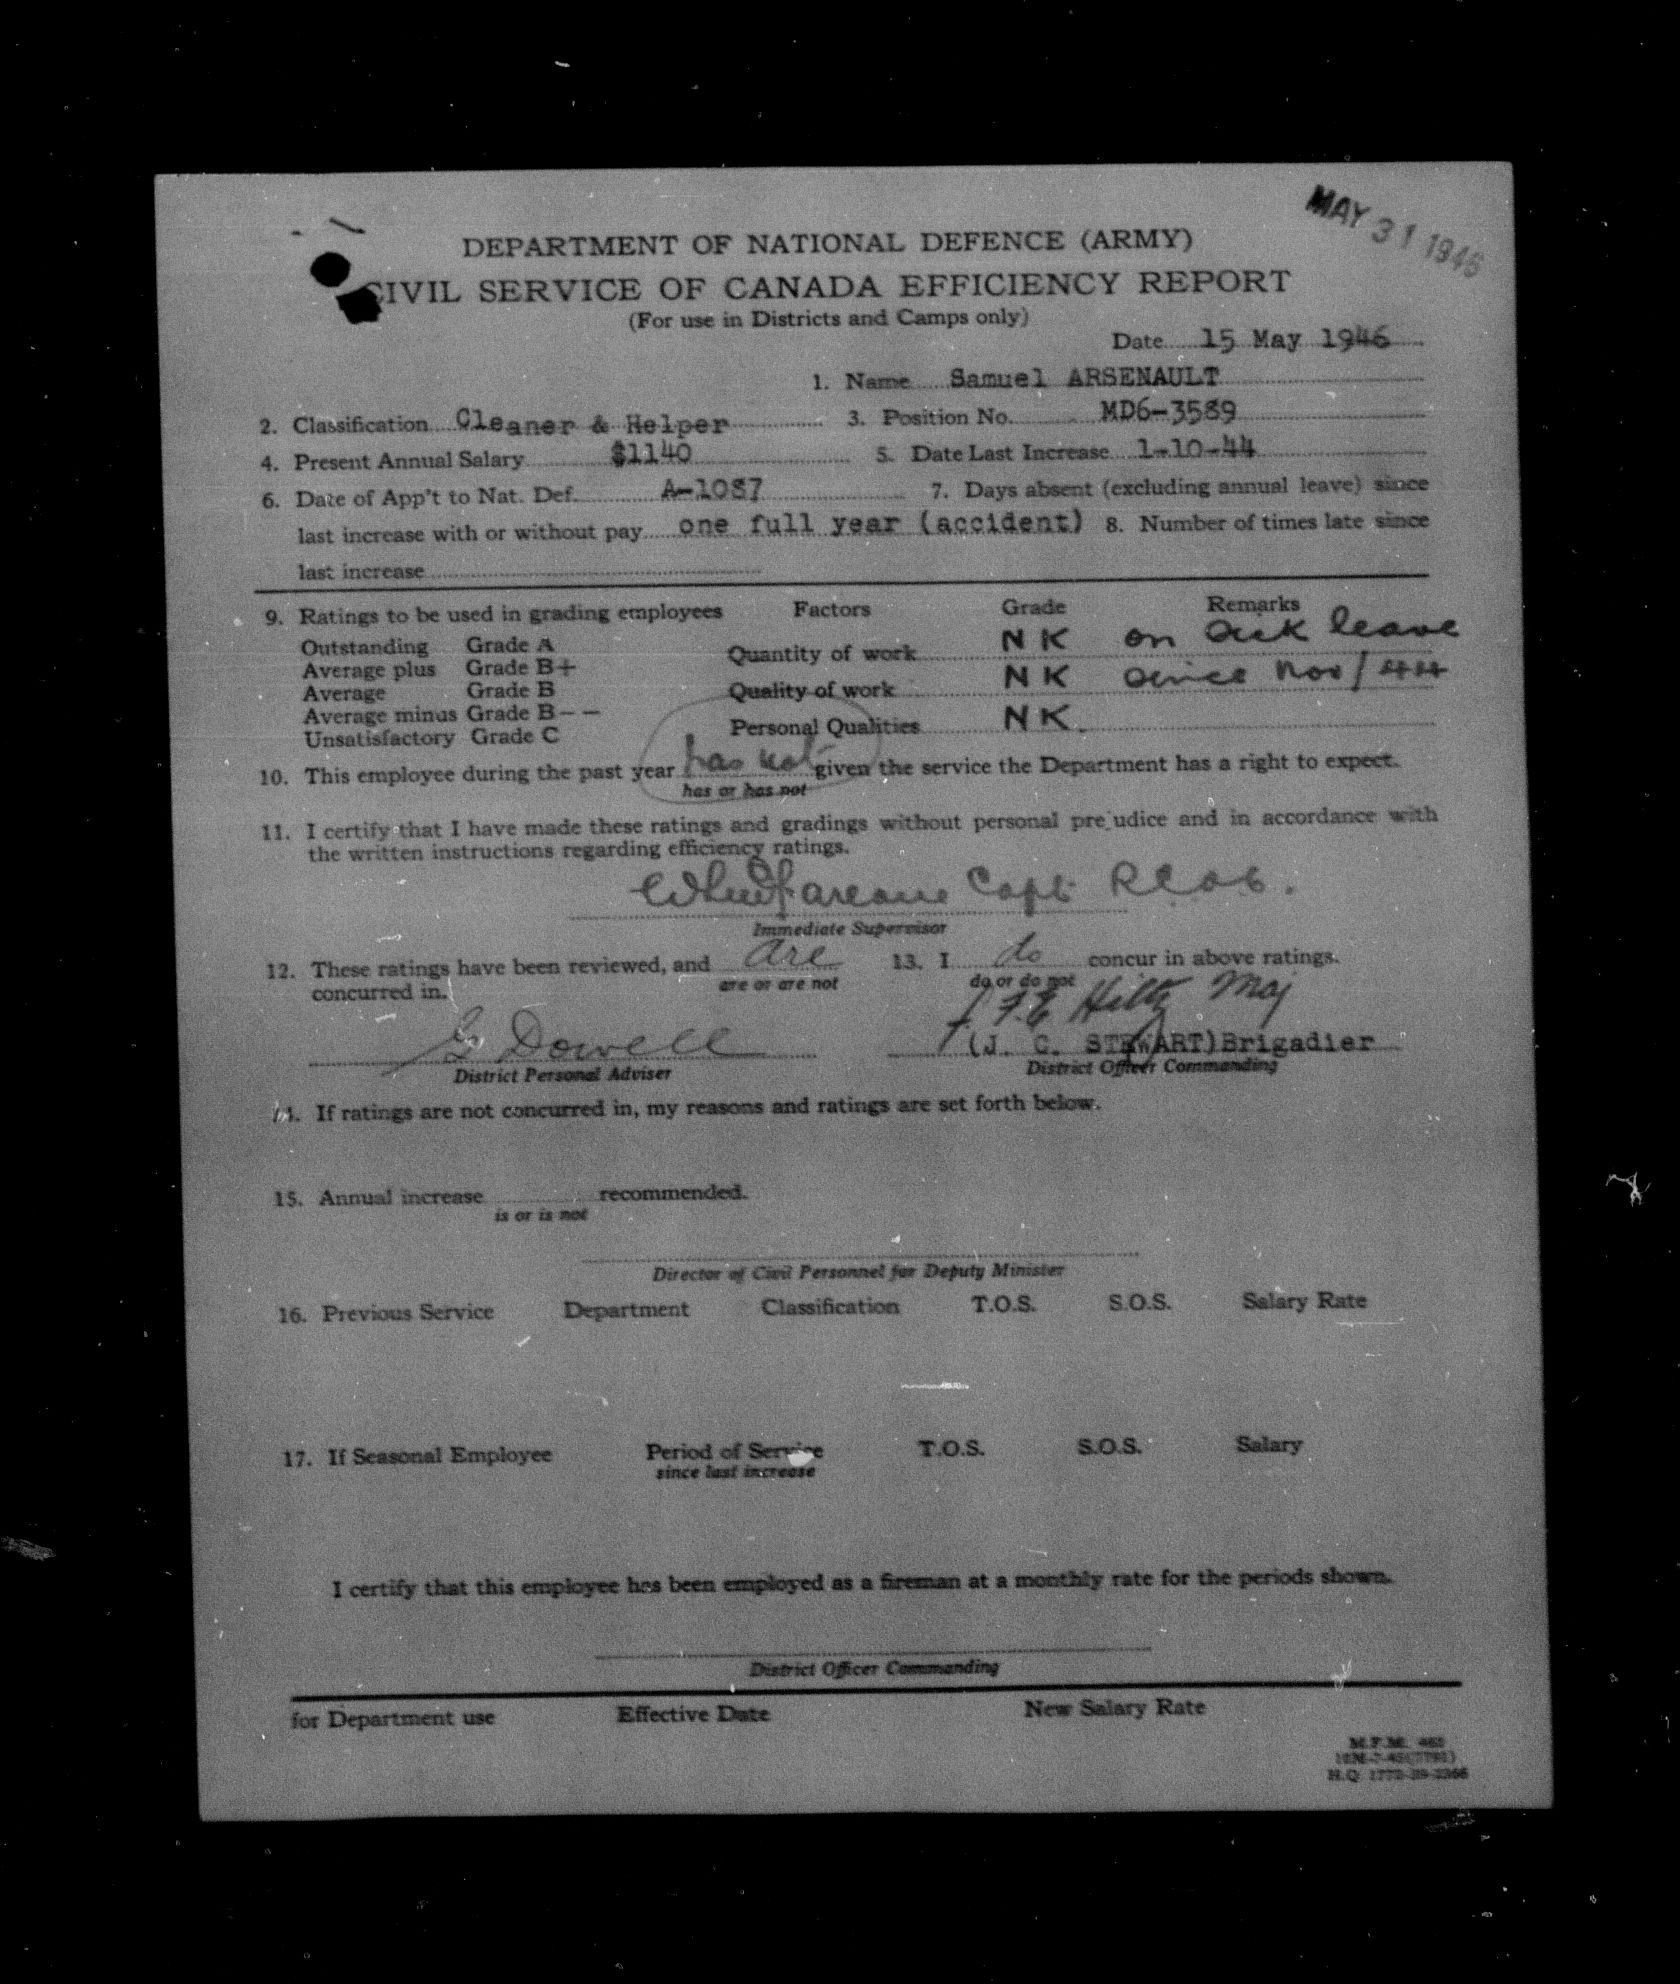 MAY 31 1946
DEPARTMENT OF NATIONAL DEFENCE (ARMY)
CIVIL SERVICE OF CANADA EFFICIENCY REPORT
(For use in Districts and Camps only)
Date 15 May 1946
1. Name Samuel ARSENAULT
2. Classification Cleaner & Helper 3. Position No. MD6-3589
4. Present Annual Salary $1140 5. Date Last Increase 1-10-44
6. Date of App't to Nat. Def. A-1087 7. Days absent (excluding annual leave) since
last increase with or without pay one full year (accident) 8. Number of times late since
last increase
9. Ratings to be used in grading employees Factors Grade Remarks
Outstanding Grade A
Quantity of work NK on sick leave
Average plus Grade B+
Average Grade B
Quality of work NK since Nov/44
Average minus Grade B--
Personal Qualities NK.
Unsatisfactory Grade C
10. This employee during the past year has not given the service the Department has a right to expect.
has or has not
11. I certify that I have made these ratings and gradings without personal prejudice and in accordance with
the written instructions regarding efficiency ratings.
Capt
Immediate Supervisor
12. These ratings have been reviewed, and are 13. I do concur in above ratings.
are or are not do or do not
concurred in.
G Dowell Hiltz Maj
(J. C. STEWART)Brigadier
District Personal Adviser District Officer Commanding
14. If ratings are not concurred in, my reasons and ratings are set forth below.
15. Annual increase recommended.
is or is not
Director of Civil Personnel for Deputy Minister
16. Previous Service Department Classification T.O.S. S.O.S. Salary Rate
17. If Seasonal Employee Period of Service T.O.S. S.O.S. Salary
since last increase
I certify that this employee has been employed as a fireman at a monthly rate for the periods shown.
District Officer Commanding
for Department use Effective Date New Salary Rate
M.F.M.
H.Q.